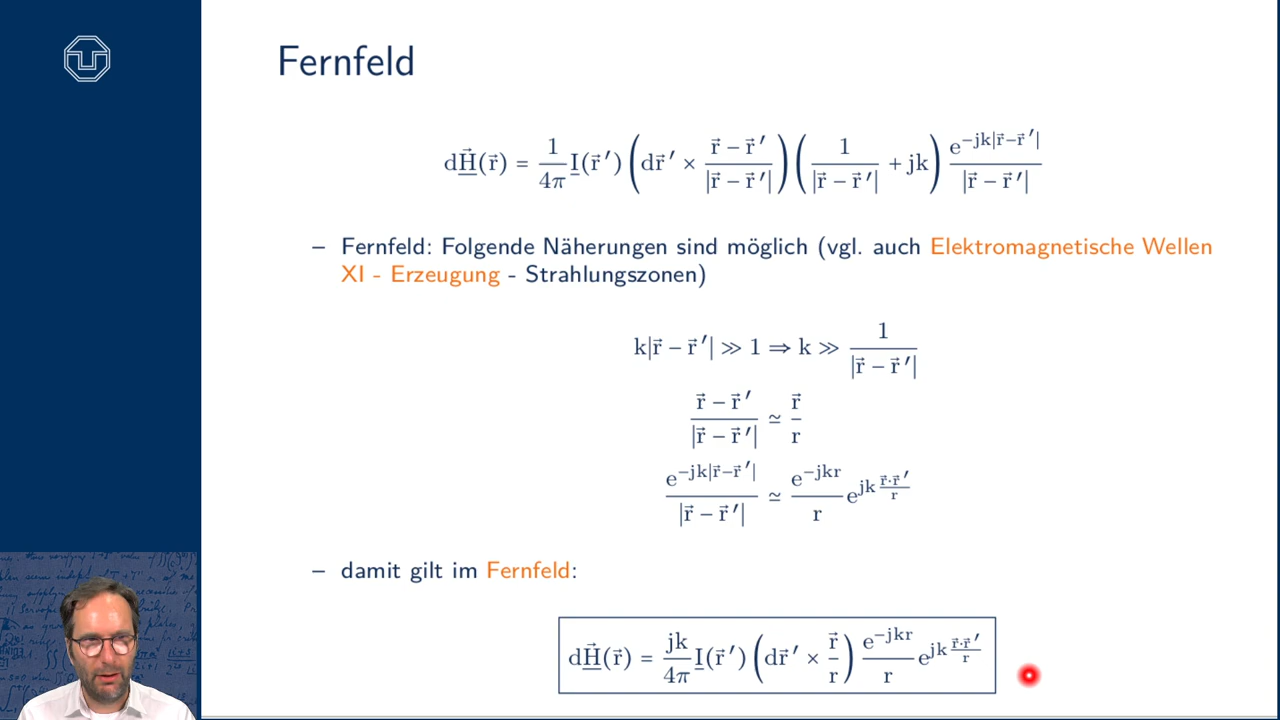 Fernfeld
dH⃗(r⃗) = 1/4π I(r⃗ ′) (dr⃗ ′ × (r⃗ − r⃗ ′)/|r⃗ − r⃗ ′|) (1/|r⃗ − r⃗ ′| + jk) e^(−jk|r⃗−r⃗ ′|)/|r⃗ − r⃗ ′|
– Fernfeld: Folgende Näherungen sind möglich (vgl. auch Elektromagnetische Wellen
XI - Erzeugung - Strahlungszonen)
k|r⃗ − r⃗ ′| ≫ 1 ⇒ k ≫ 1/|r⃗ − r⃗ ′|
(r⃗ − r⃗ ′)/|r⃗ − r⃗ ′| ≃ r⃗/r
e^(−jk|r⃗−r⃗ ′|)/|r⃗ − r⃗ ′| ≃ e^(−jkr)/r e^(jk r⃗·r⃗ ′/r)
– damit gilt im Fernfeld:
dH⃗(r⃗) = jk/4π I(r⃗ ′) (dr⃗ ′ × r⃗/r) e^(−jkr)/r e^(jk r⃗·r⃗ ′/r)